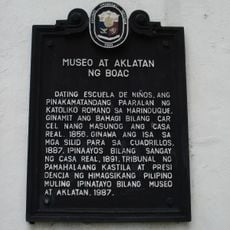 MUSEO AT AKLATAN
NG BOAC
DATING ESCUELA DE NIÑOS, ANG
PINAKAMATANDANG PAARALAN NG
KATOLIKO ROMANO SA MARINDUQUE.
GINAMIT ANG BAHAGI BILANG CAR
CEL NANG MASUNOG ANG CASA
REAL, 1856. GINAWA ANG ISA SA
MGA SILID PARA SA CUADRILLOS,
1887. IPINAAYOS BILANG SANGAY
NG CASA REAL, 1891. TRIBUNAL NG
PAMAHALAANG KASTILA AT PRESI
DENCIA NG HIMAGSIKANG PILIPINO
MULING IPINATAYO BILANG MUSEO
AT AKLATAN, 1987.